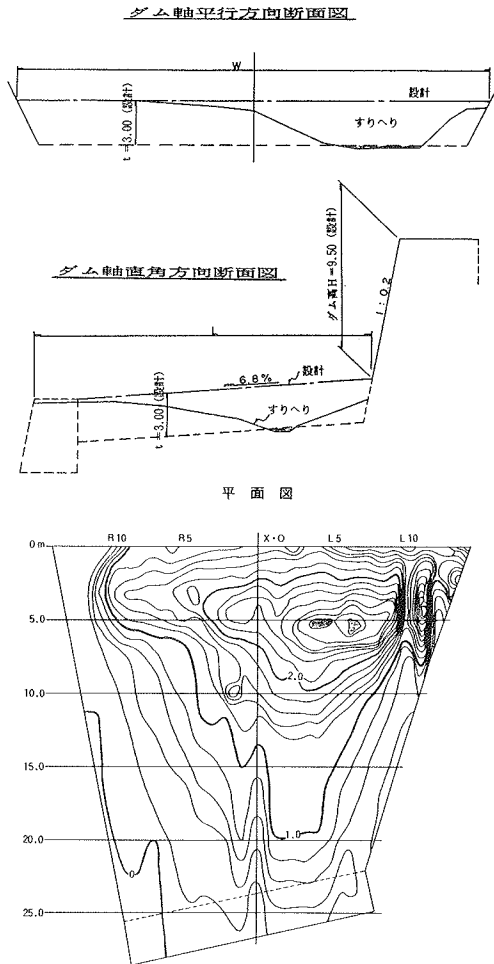 ダム軸平行方向断面図
W
設計
すりへり
t=3.00 (設計)
ダム軸直角方向断面図
ダム高H=9.50 (設計)
1:0.2
L
6.8%
設計
すりへり
t=3.00 (設計)
平面図
0m R10 R5 X・0 L5 L10
5.0
2.0
10.0
15.0
1.0
20.0
0
25.0